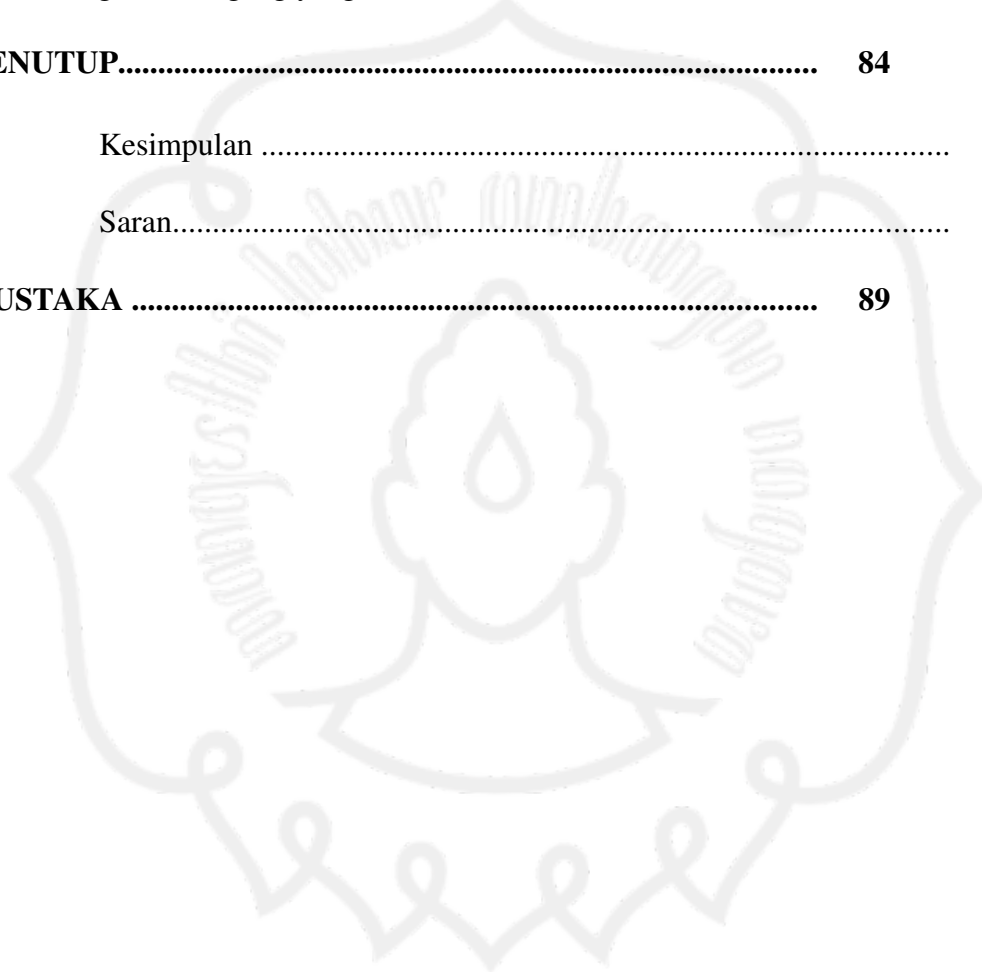 ENUTUP......................................................................................... 84
Kesimpulan .......................................................................................
Saran..................................................................................................
USTAKA ....................................................................................... 89